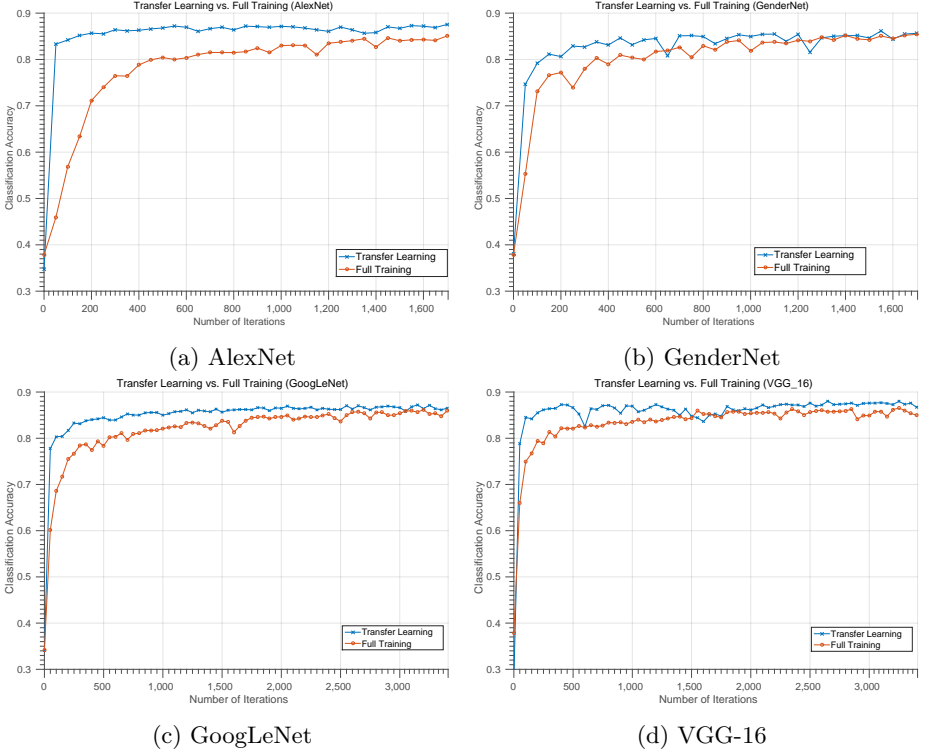 Transfer Learning vs. Full Training (AlexNet)
0.9
0.8
0.7
0.6
0.5
0.4
0.3
Classification Accuracy
0 200 400 600 800 1,000 1,200 1,400 1,600
Number of Iterations
Transfer Learning
Full Training
(a) AlexNet
Transfer Learning vs. Full Training (GenderNet)
0.9
0.8
0.7
0.6
0.5
0.4
0.3
Classification Accuracy
0 200 400 600 800 1,000 1,200 1,400 1,600
Number of Iterations
Transfer Learning
Full Training
(b) GenderNet
Transfer Learning vs. Full Training (GoogLeNet)
0.9
0.8
0.7
0.6
0.5
0.4
0.3
Classification Accuracy
0 500 1,000 1,500 2,000 2,500 3,000
Number of Iterations
Transfer Learning
Full Training
(c) GoogLeNet
Transfer Learning vs. Full Training (VGG_16)
0.9
0.8
0.7
0.6
0.5
0.4
0.3
Classification Accuracy
0 500 1,000 1,500 2,000 2,500 3,000
Number of Iterations
Transfer Learning
Full Training
(d) VGG-16